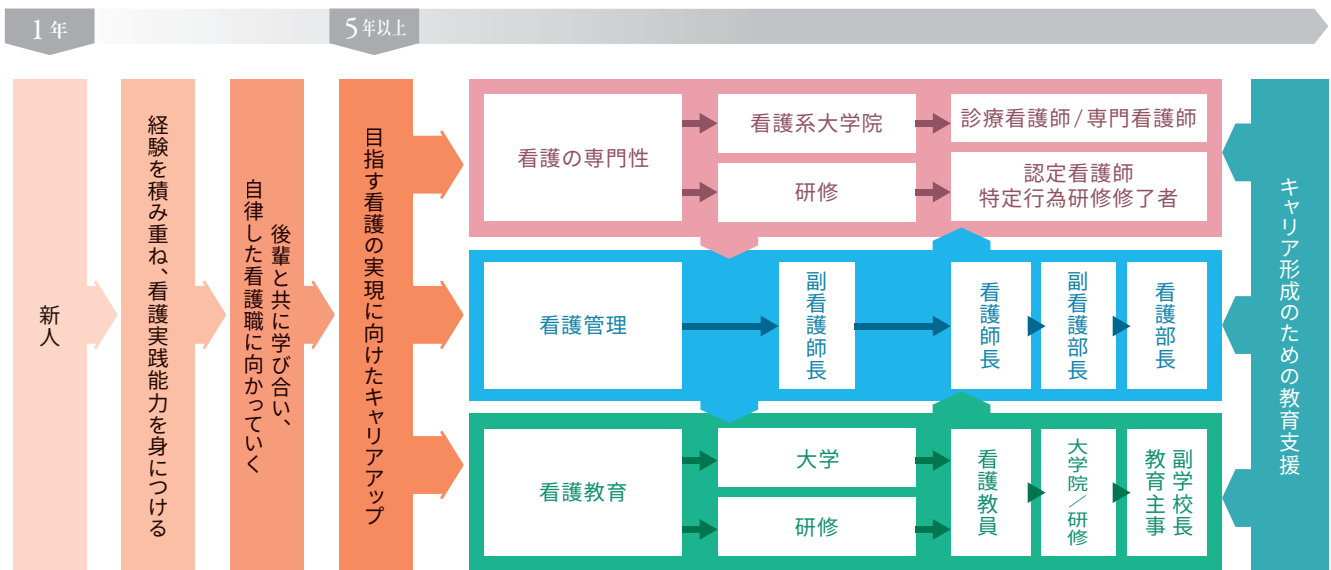 1年
5年以上
新人
経験を積み重ね、看護実践能力を身につける
後輩と共に学び合い、
自律した看護職に向かっていく
目指す看護の実現に向けたキャリアアップ
看護の専門性
看護系大学院
診療看護師/専門看護師
研修
認定看護師
特定行為研修修了者
看護管理
副看護師長
看護師長
副看護部長
看護部長
看護教育
大学
研修
看護教員
大学院/研修
副学校長
教育主事
キャリア形成のための教育支援